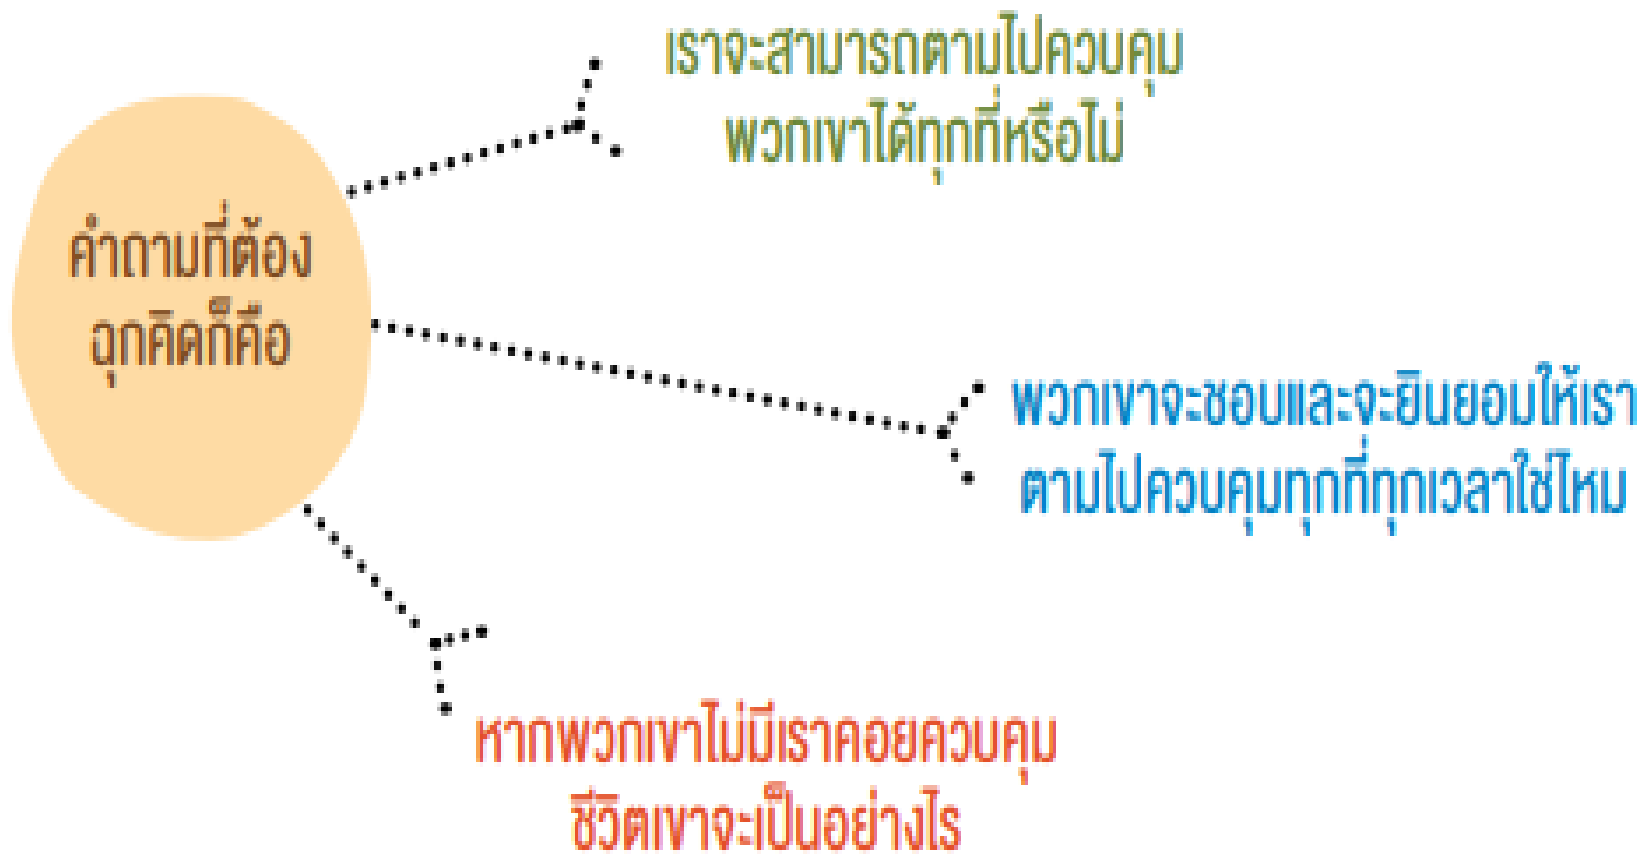 คำถามที่ต้อง
ฉุกคิดก็คือ
เราจะสามารถตามไปควบคุม
พวกเขาได้ทุกที่หรือไม่
พวกเขาจะชอบและจะยินยอมให้เรา
ตามไปควบคุมทุกที่ทุกเวลาใช่ไหม
หากพวกเขาไม่มีเราคอยควบคุม
ชีวิตเขาจะเป็นอย่างไร